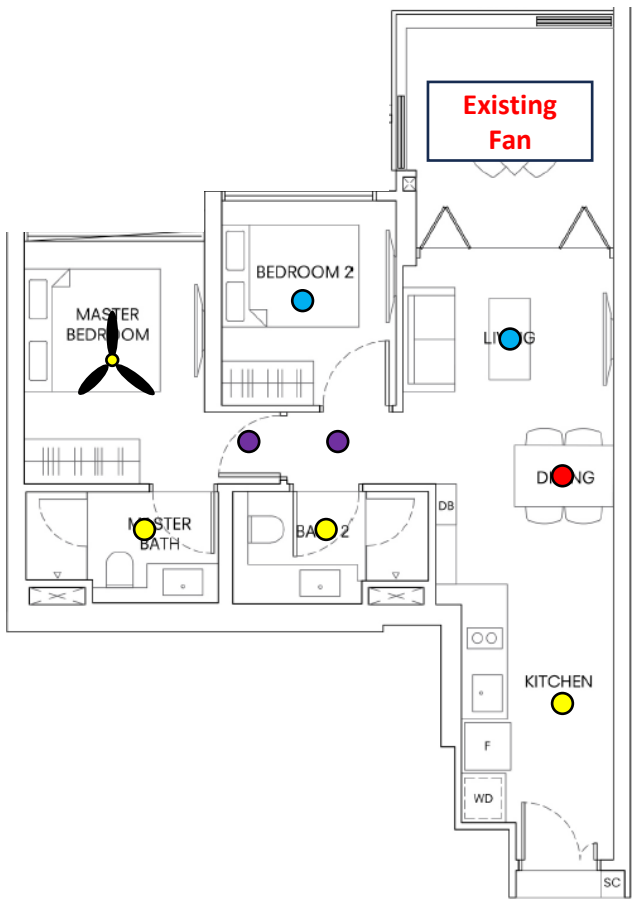 Existing
Fan
BEDROOM 2
MASTER
BEDROOM
LIVING
DINING
DB
MASTER
BATH
BATH 2
KITCHEN
F
WD
SC